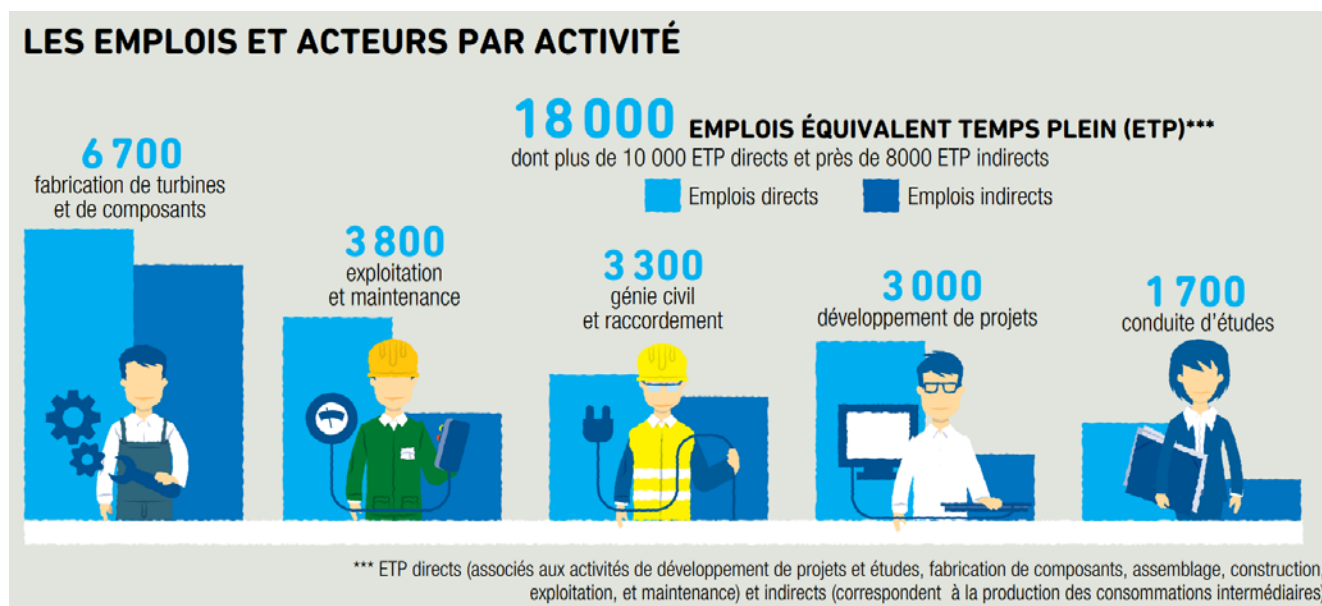 LES EMPLOIS ET ACTEURS PAR ACTIVITÉ
18 000 EMPLOIS ÉQUIVALENT TEMPS PLEIN (ETP)***
dont plus de 10 000 ETP directs et près de 8000 ETP indirects
Emplois directs
Emplois indirects
6 700
fabrication de turbines
et de composants
3 800
exploitation
et maintenance
3 300
génie civil
et raccordement
3 000
développement de projets
1 700
conduite d'études
*** ETP directs (associés aux activités de développement de projets et études, fabrication de composants, assemblage, construction,
exploitation, et maintenance) et indirects (correspondent à la production des consommations intermédiaires)